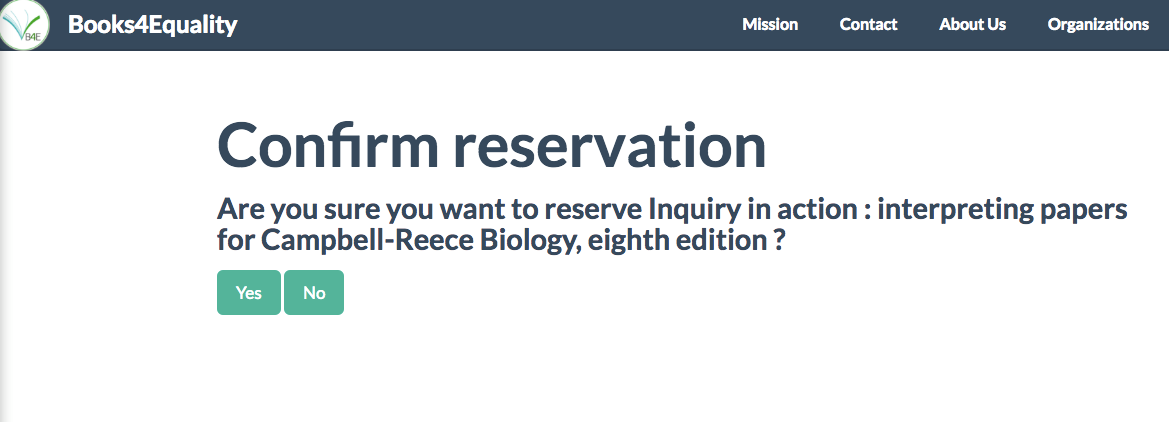 B4E
Books4Equality
Mission
Contact
About Us
Organizations
Confirm reservation
Are you sure you want to reserve Inquiry in action : interpreting papers
for Campbell-Reece Biology, eighth edition ?
Yes
No